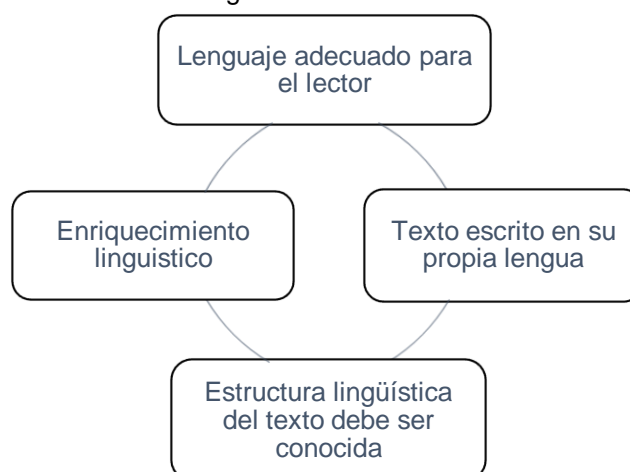 Lenguaje adecuado para
el lector
Enriquecimiento
linguistico
Texto escrito en su
propia lengua
Estructura lingüística
del texto debe ser
conocida